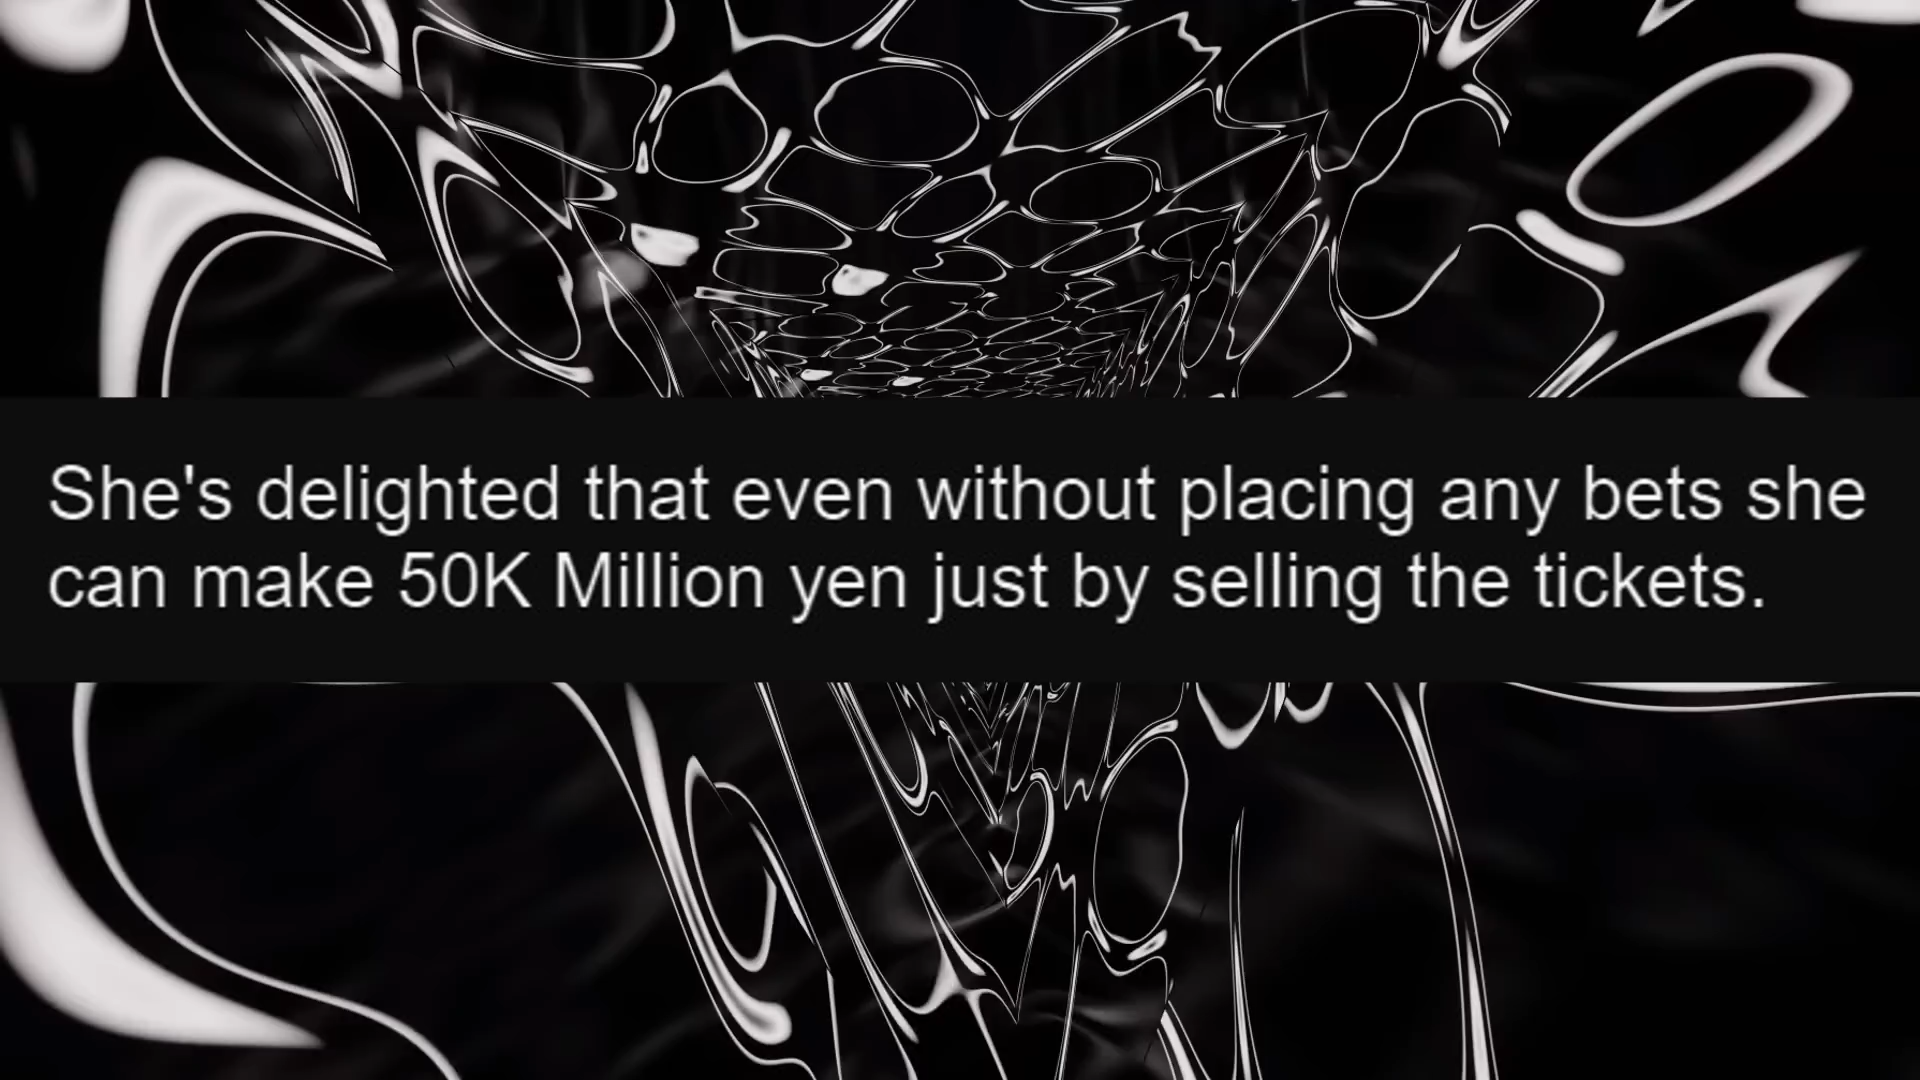 She's delighted that even without placing any bets she
can make 50K Million yen just by selling the tickets.